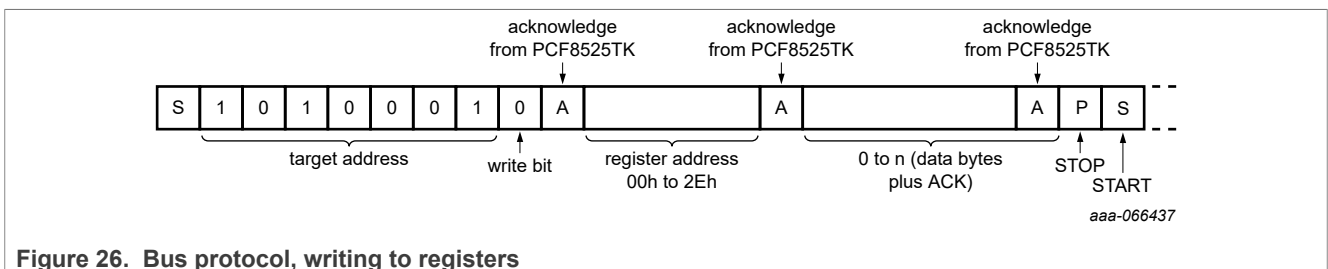 acknowledge acknowledge acknowledge
from PCF8525TK from PCF8525TK from PCF8525TK
S 1 0 1 0 0 0 1 0 A A A P S
target address write bit register address 0 to n (data bytes STOP
00h to 2Eh plus ACK) START
aaa-066437
Figure 26. Bus protocol, writing to registers